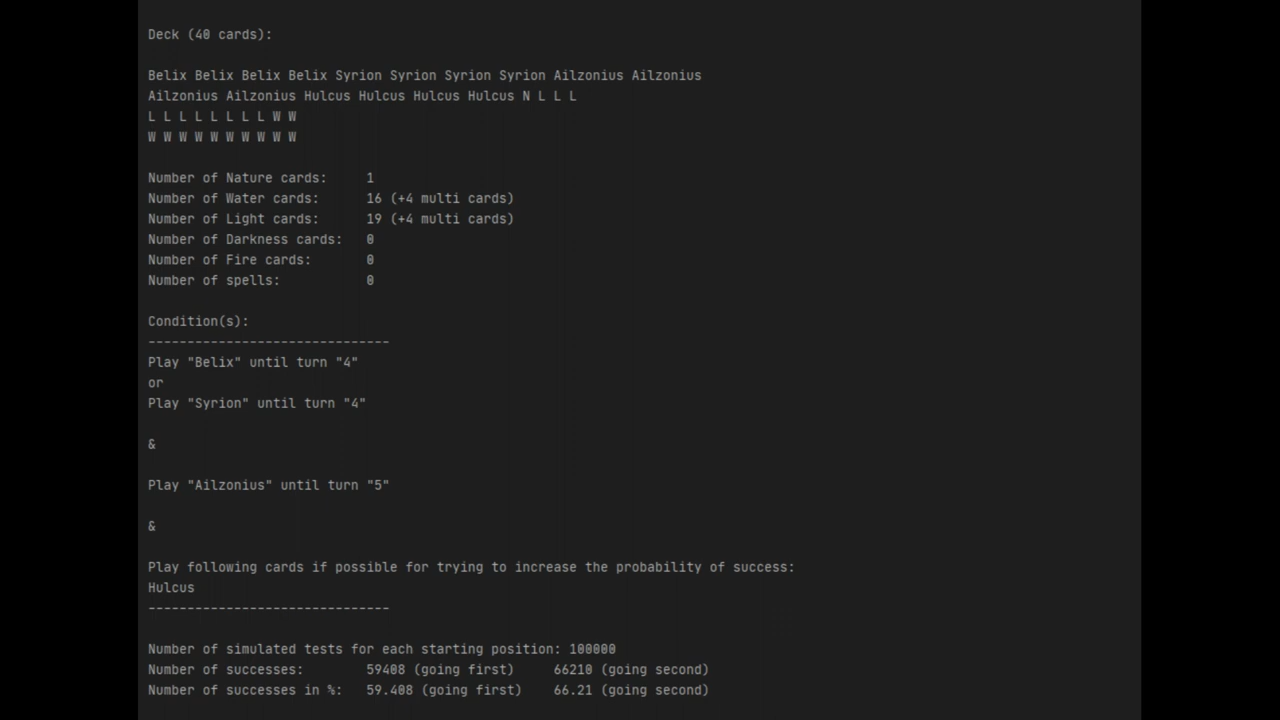 Deck (40 cards):
Belix Belix Belix Belix Syrion Syrion Syrion Syrion Ailzonius Ailzonius
Ailzonius Ailzonius Hulcus Hulcus Hulcus Hulcus N L L L
L L L L L L L L W W
W W W W W W W W W W
Number of Nature cards: 1
Number of Water cards: 16 (+4 multi cards)
Number of Light cards: 19 (+4 multi cards)
Number of Darkness cards: 0
Number of Fire cards: 0
Number of spells: 0
Condition(s):
-------------------------------
Play "Belix" until turn "4"
or
Play "Syrion" until turn "4"
&
Play "Ailzonius" until turn "5"
&
Play following cards if possible for trying to increase the probability of success:
Hulcus
-------------------------------
Number of simulated tests for each starting position: 100000
Number of successes: 59408 (going first) 66210 (going second)
Number of successes in %: 59.408 (going first) 66.21 (going second)